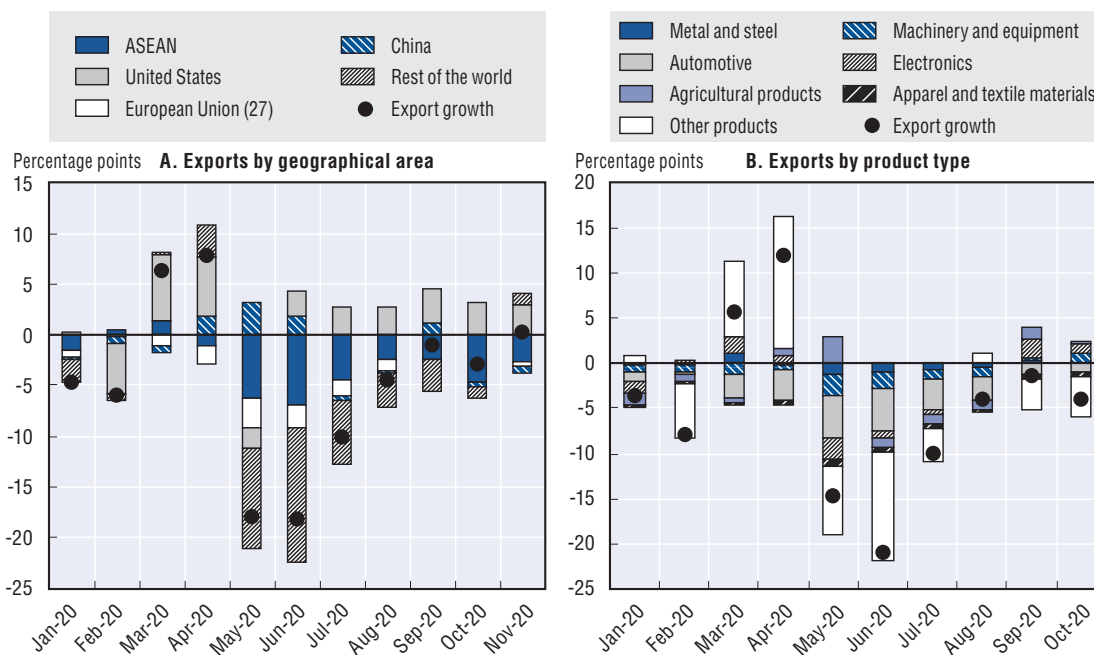 ASEAN
China
United States
Rest of the world
European Union (27)
Export growth
Percentage points A. Exports by geographical area
15
10
5
0
-5
-10
-15
-20
-25
Jan-20
Feb-20
Mar-20
Apr-20
May-20
Jun-20
Jul-20
Aug-20
Sep-20
Oct-20
Nov-20
Metal and steel
Machinery and equipment
Automotive
Electronics
Agricultural products
Apparel and textile materials
Other products
Export growth
Percentage points B. Exports by product type
20
15
10
5
0
-5
-10
-15
-20
-25
Jan-20
Feb-20
Mar-20
Apr-20
May-20
Jun-20
Jul-20
Aug-20
Sep-20
Oct-20